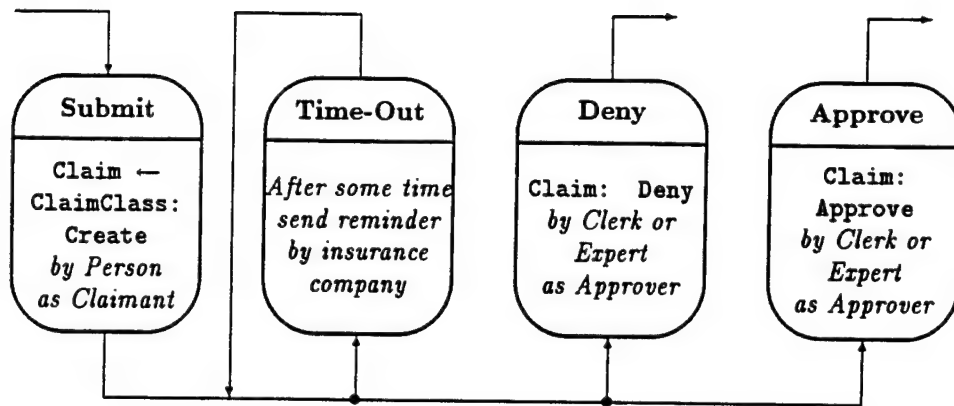 Submit
Claim ←
ClaimClass:
Create
by Person
as Claimant
Time-Out
After some time
send reminder
by insurance
company
Deny
Claim: Deny
by Clerk or
Expert
as Approver
Approve
Claim:
Approve
by Clerk or
Expert
as Approver